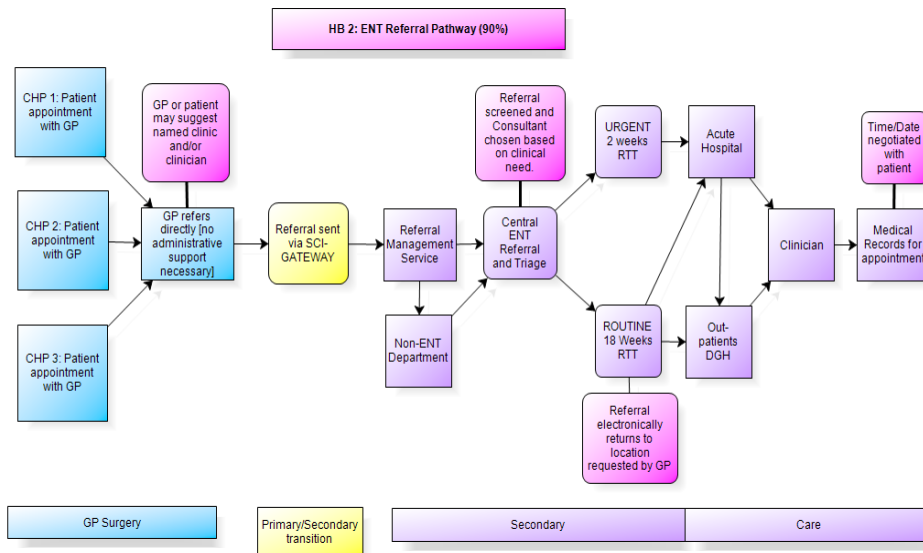 HB 2: ENT Referral Pathway (90%)
CHP 1: Patient
appointment
with GP
GP or patient
may suggest
named clinic
and/or
clinician
Referral
screened and
Consultant
chosen based
on clinical
need.
URGENT
2 weeks
RTT
Acute
Hospital
Time/Date
negotiated
with
patient
CHP 2: Patient
appointment
with GP
GP refers
directly [no
administrative
support
necessary]
Referral sent
via SCI-
GATEWAY
Referral
Management
Service
Central
ENT
Referral
and Triage
Clinician
Medical
Records for
appointment
CHP 3: Patient
appointment
with GP
Non-ENT
Department
ROUTINE
18 Weeks
RTT
Out-
patients
DGH
Referral
electronically
returns to
location
requested by GP
GP Surgery
Primary/Secondary
transition
Secondary
Care